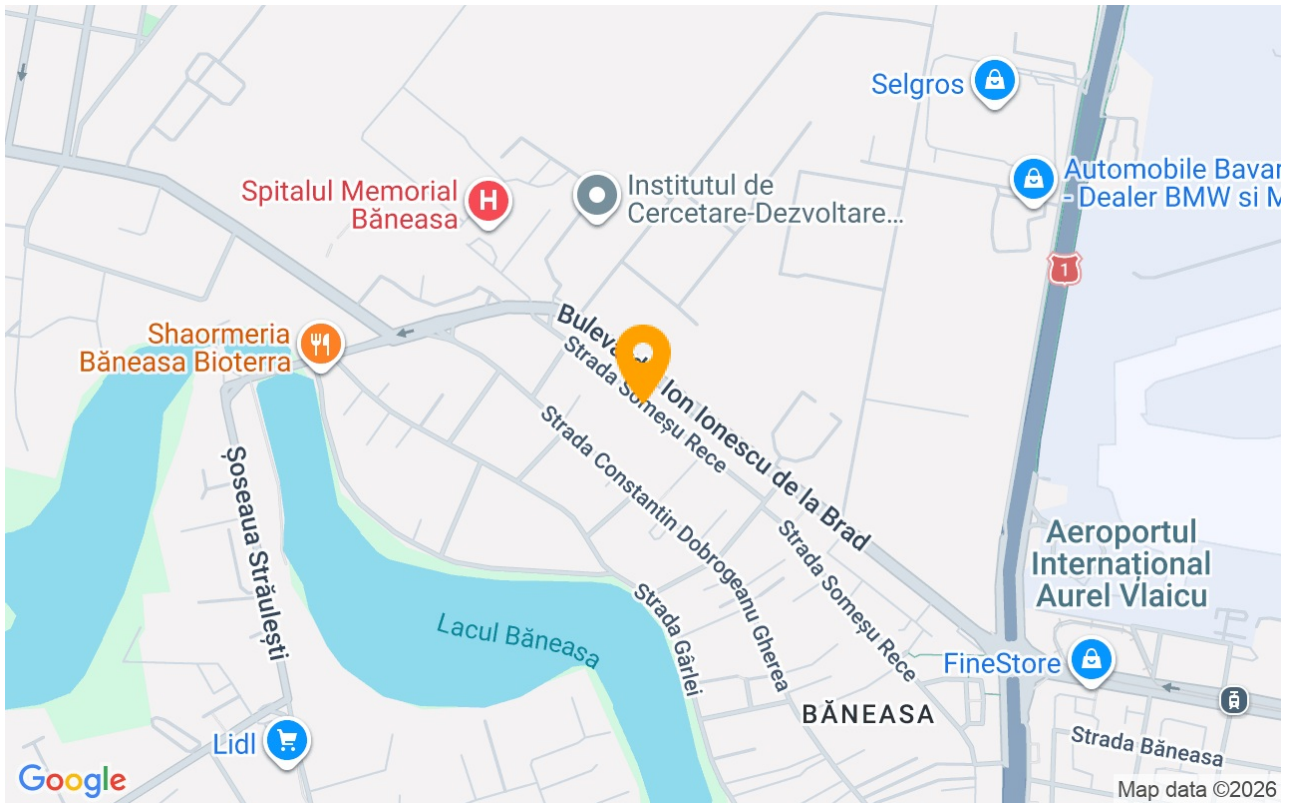 Selgros
Automobile Bavar
- Dealer BMW si M
Spitalul Memorial
Băneasa
Institutul de
Cercetare-Dezvoltare...
1
Shaormeria
Băneasa Bioterra
Strada Someșu Rece
Strada Constantin Dobrogeanu Gherea
Ion Ionescu de la Brad
Șoseaua Străulești
Strada Someșu Rece
Aeroportul
Internațional
Aurel Vlaicu
Strada Gârlei
Lacul Băneasa
FineStore
BĂNEASA
Lidl
Strada Băneasa
Google
Map data ©2026